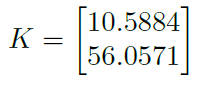 K = [10.5884
56.0571]